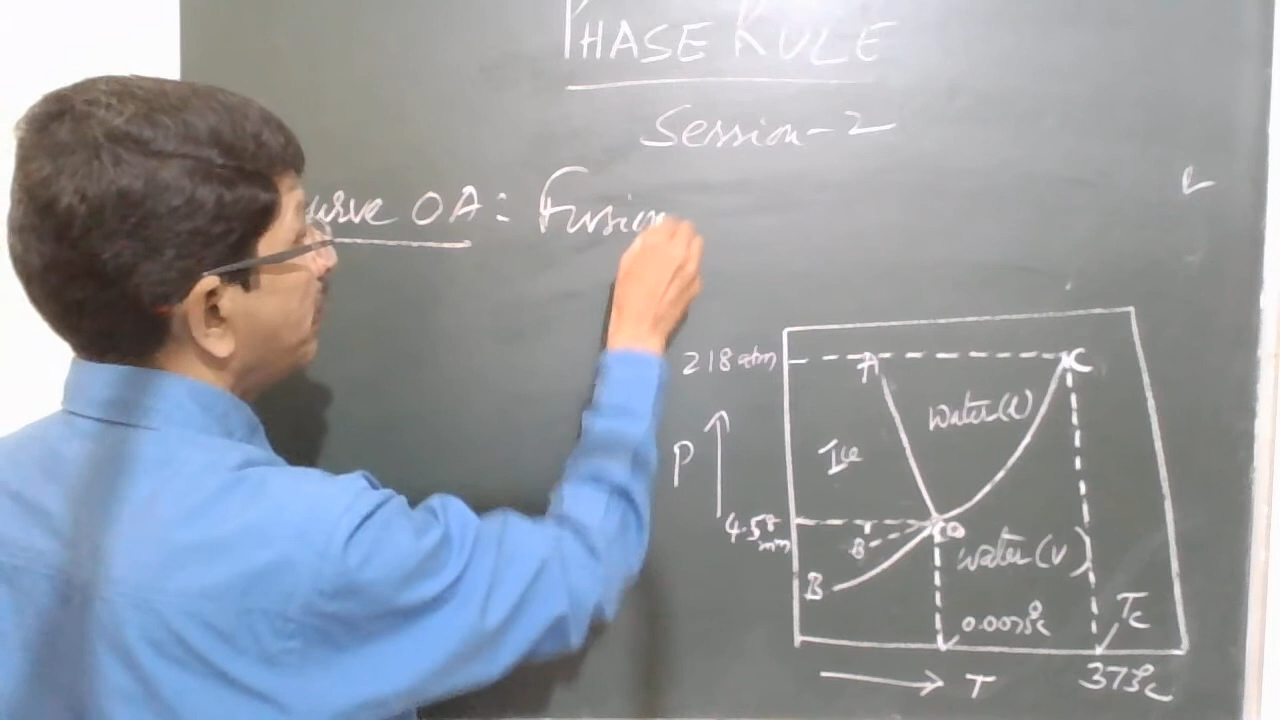 PHASE RULE
Session-2
urve OA : Fusion
218 atm
A
C
water(l)
Ice
P
4.58
mm
O
B'
water(v)
B
0.0075°c
Tc
T
373°c